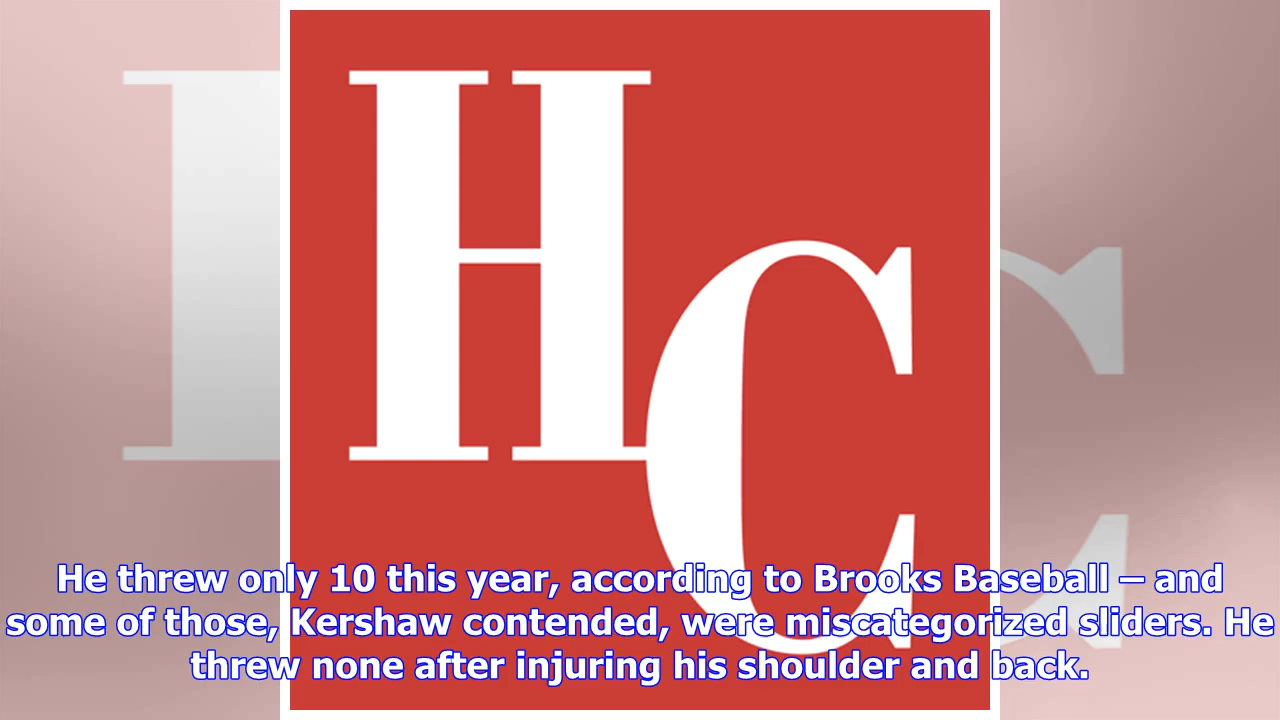 HC
He threw only 10 this year, according to Brooks Baseball – and
some of those, Kershaw contended, were miscategorized sliders. He
threw none after injuring his shoulder and back.